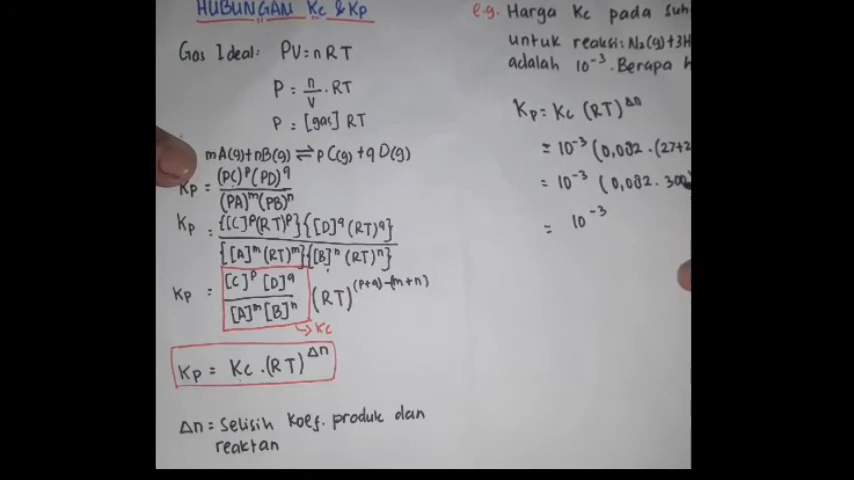 HUBUNGAN Kc & Kp
Gas Ideal: PV = nRT
P = n/V . RT
P = [gas] RT
mA(g) + nB(g) ⇌ pC(g) + qD(g)
Kp = (PC)^p (PD)^q / (PA)^m (PB)^n
Kp = {[C]^p (RT)^p} {[D]^q (RT)^q} / {[A]^m (RT)^m} {[B]^n (RT)^n}
Kp = [C]^p [D]^q / [A]^m [B]^n (RT)^(p+q)-(m+n)
→ Kc
Kp = Kc . (RT)^Δn
Δn = Selisih koef. produk dan
reaktan
e.g. Harga Kc pada suh
untuk reaksi: N₂(g) + 3H
adalah 10^-3. Berapa h
Kp = Kc (RT)^Δn
= 10^-3 (0,082 . (27+2
= 10^-3 (0,082 . 300
= 10^-3